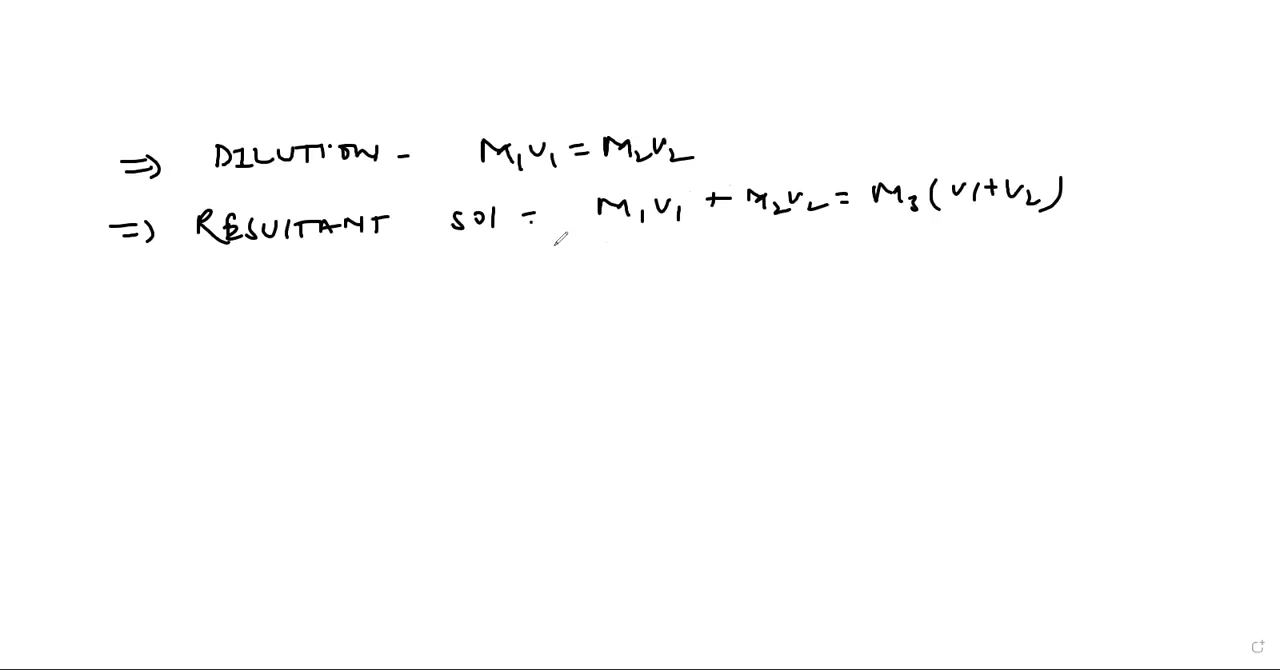 ⇒ DILUTION - M₁V₁ = M₂V₂
⇒ RESULTANT SOl ÷ M₁V₁ + M₂V₂ = M₃(V1+V₂)